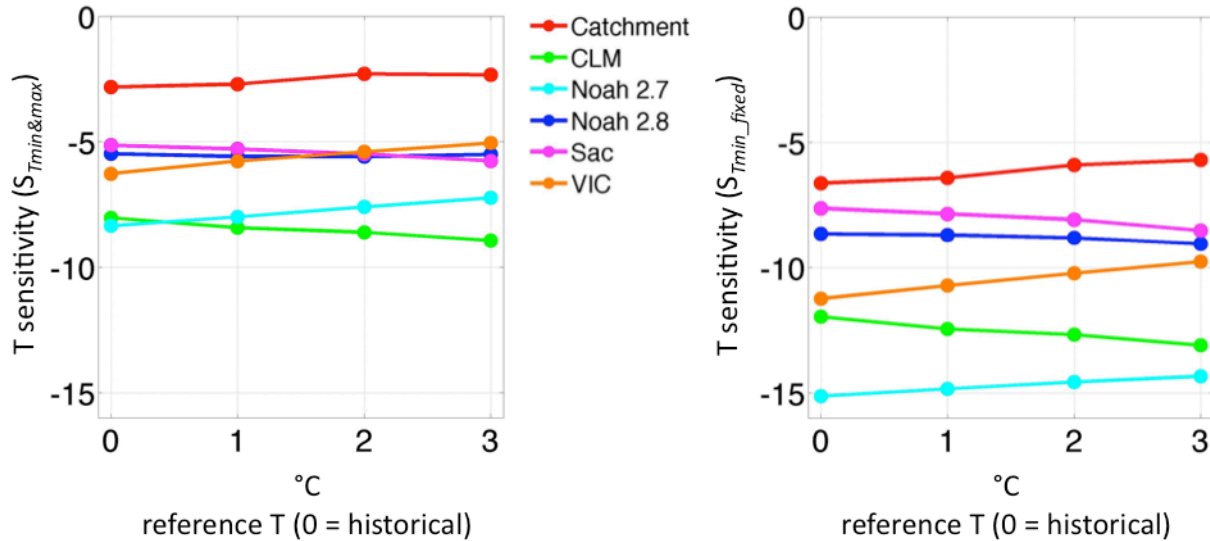 T sensitivity (S_Tmin&max)
0
-5
-10
-15
0 1 2 3
°C
reference T (0 = historical)
Catchment
CLM
Noah 2.7
Noah 2.8
Sac
VIC
T sensitivity (S_Tmin_fixed)
0
-5
-10
-15
0 1 2 3
°C
reference T (0 = historical)